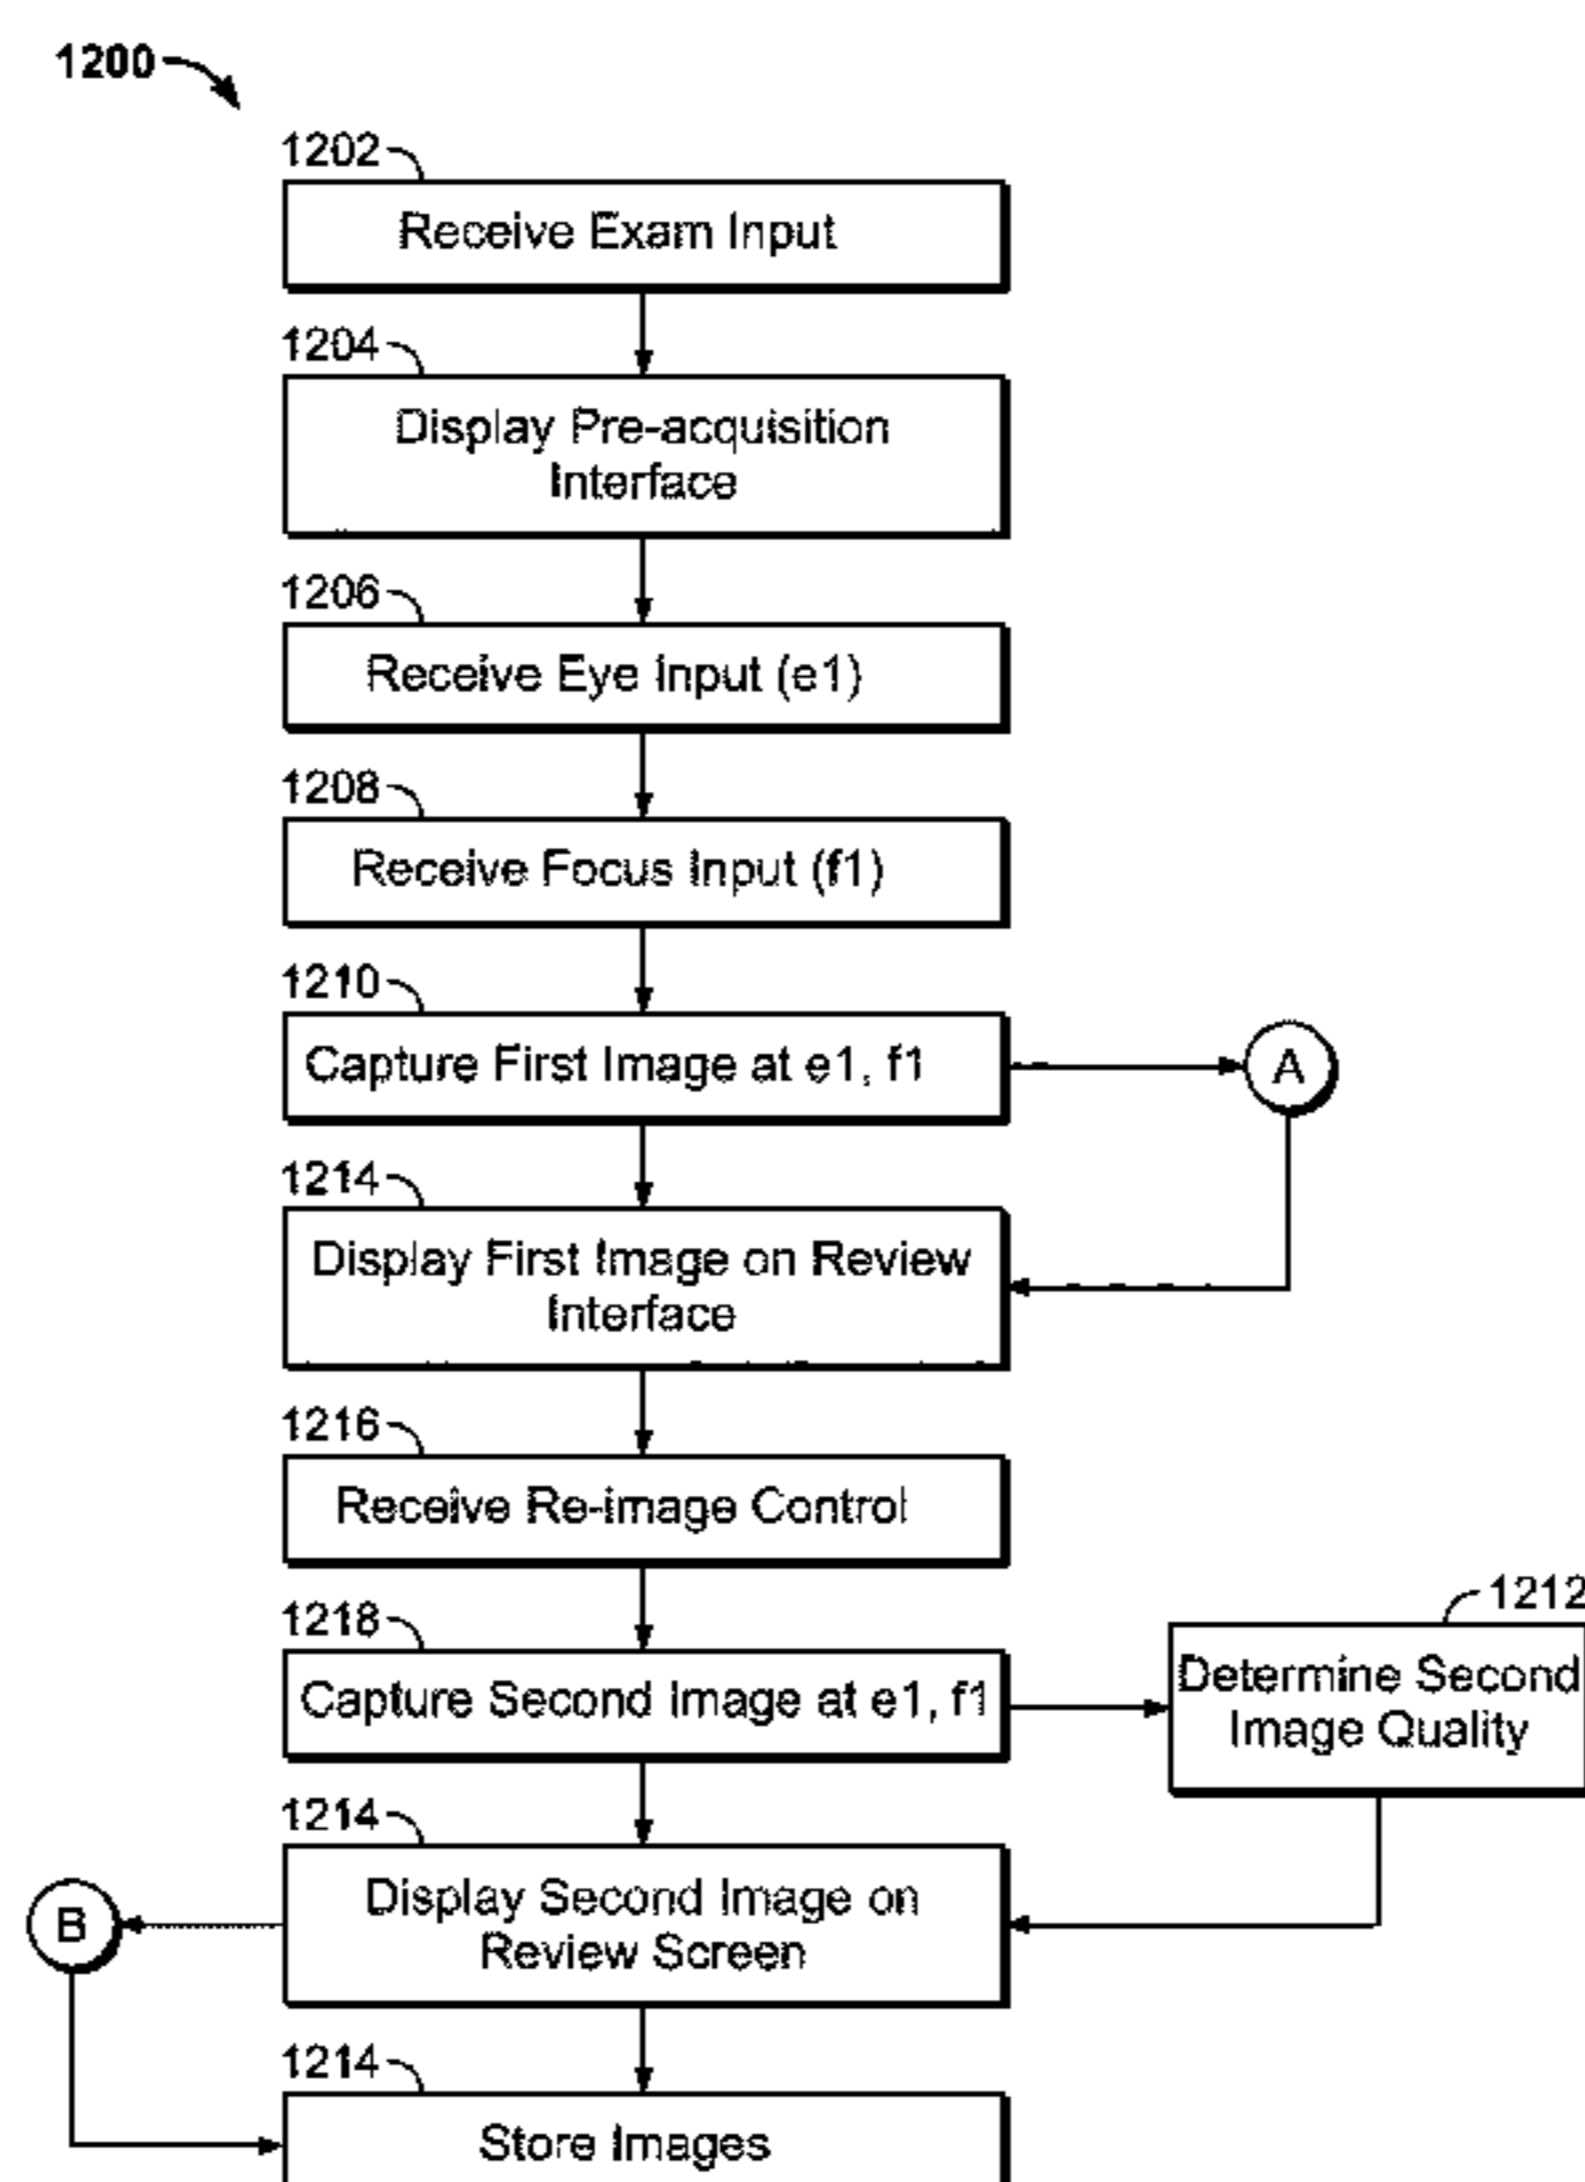 1200
1202
Receive Exam Input
1204
Display Pre-acquisition
Interface
1206
Receive Eye Input (e1)
1208
Receive Focus Input (f1)
1210
Capture First Image at e1, f1
A
1214
Display First Image on Review
Interface
1216
Receive Re-image Control
1218
Capture Second Image at e1, f1
1212
Determine Second
Image Quality
1214
Display Second Image on
Review Screen
B
1214
Store Images